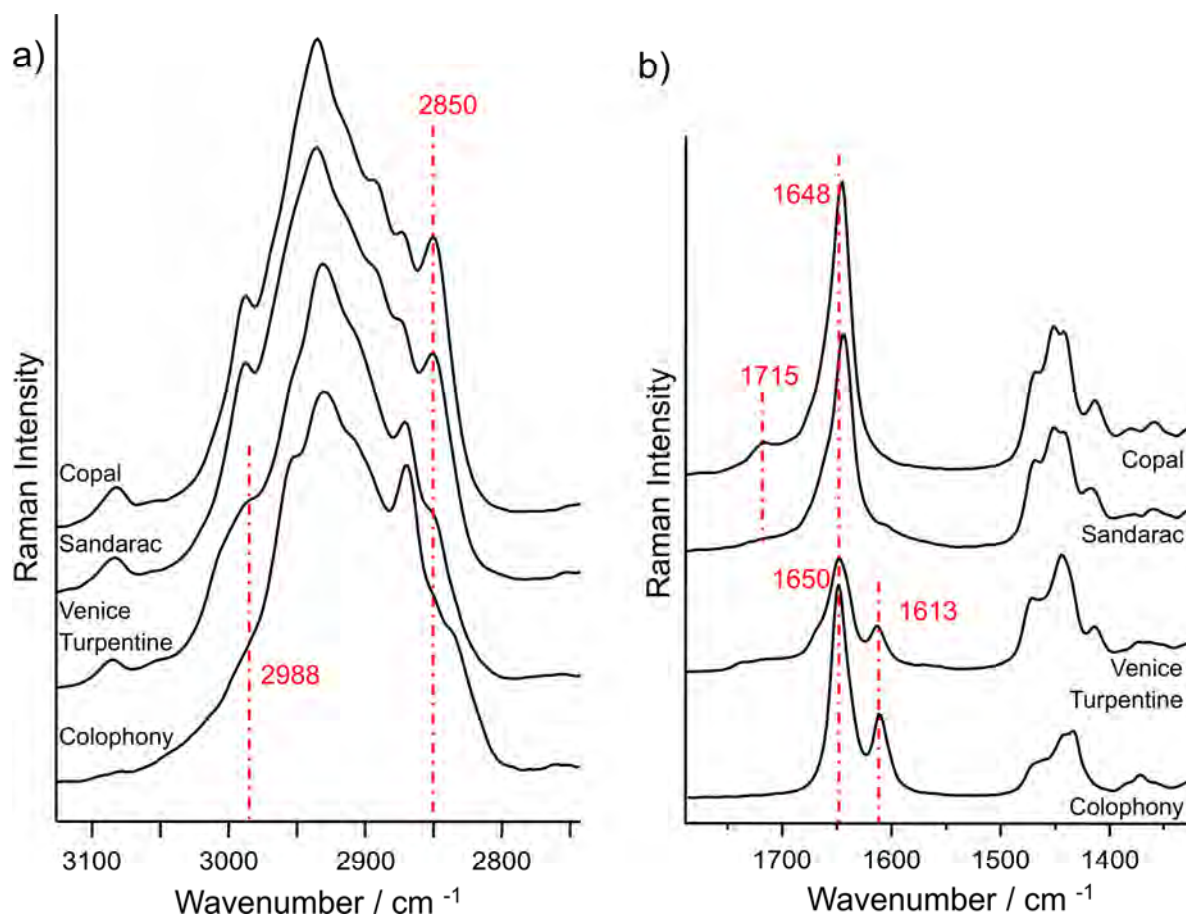 a)
2850
Raman Intensity
Copal
Sandarac
Venice
Turpentine
2988
Colophony
3100 3000 2900 2800
Wavenumber / cm -1
b)
1648
1715
Raman Intensity
Copal
Sandarac
1650
1613
Venice
Turpentine
Colophony
1700 1600 1500 1400
Wavenumber / cm -1